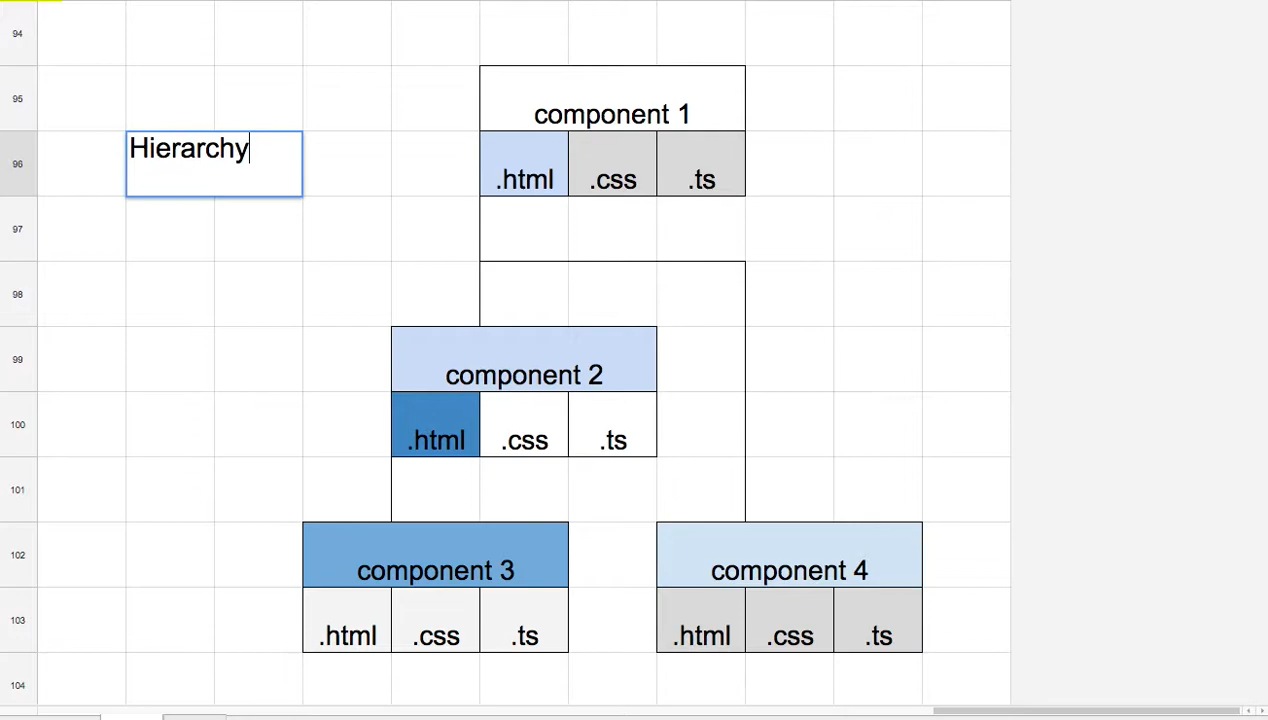 94
95
component 1
96
Hierarchy
.html .css .ts
97
98
99
component 2
100
.html .css .ts
101
102
component 3 component 4
103
.html .css .ts .html .css .ts
104